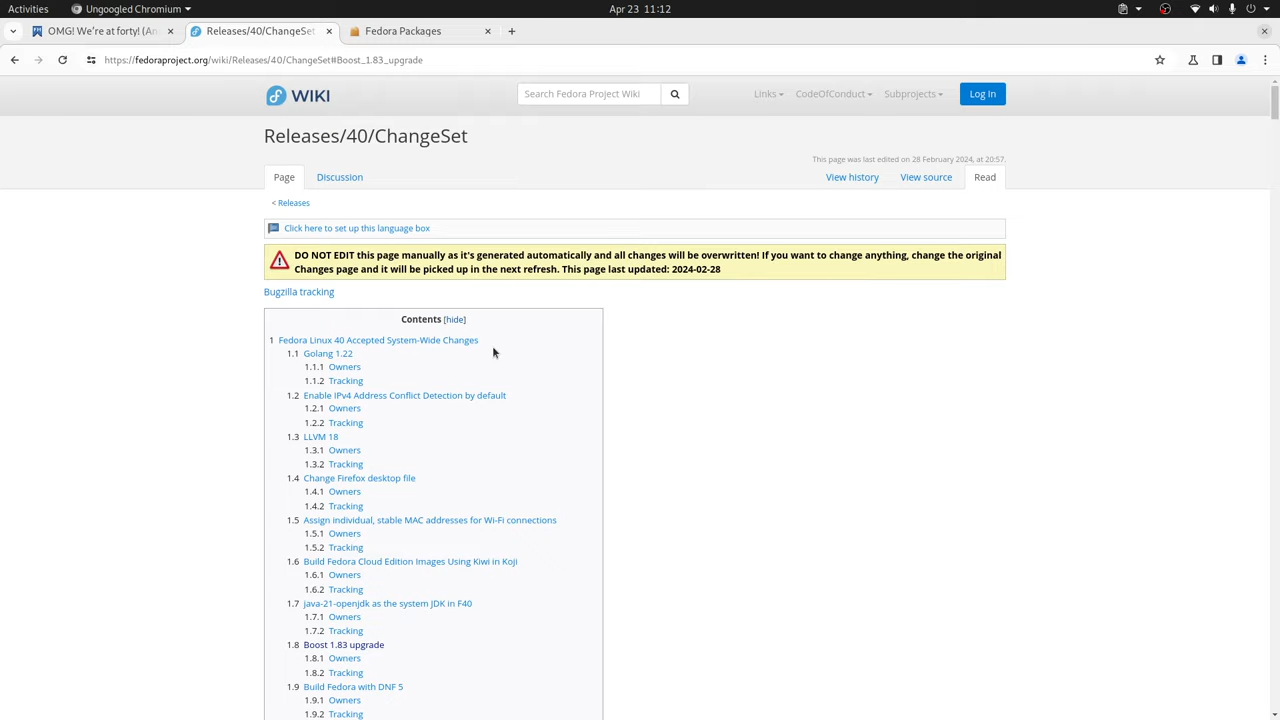 Activities
Ungoogled Chromium
Apr 23 11:12
OMG! We're at forty! (An
Releases/40/ChangeSet
Fedora Packages
https://fedoraproject.org/wiki/Releases/40/ChangeSet#Boost_1.83_upgrade
WIKI
Search Fedora Project Wiki
Links
CodeOfConduct
Subprojects
Log In
Releases/40/ChangeSet
This page was last edited on 28 February 2024, at 20:57.
Page
Discussion
View history
View source
Read
< Releases
Click here to set up this language box
DO NOT EDIT this page manually as it's generated automatically and all changes will be overwritten! If you want to change anything, change the original
Changes page and it will be picked up in the next refresh. This page last updated: 2024-02-28
Bugzilla tracking
Contents [hide]
1 Fedora Linux 40 Accepted System-Wide Changes
1.1 Golang 1.22
1.1.1 Owners
1.1.2 Tracking
1.2 Enable IPv4 Address Conflict Detection by default
1.2.1 Owners
1.2.2 Tracking
1.3 LLVM 18
1.3.1 Owners
1.3.2 Tracking
1.4 Change Firefox desktop file
1.4.1 Owners
1.4.2 Tracking
1.5 Assign individual, stable MAC addresses for Wi-Fi connections
1.5.1 Owners
1.5.2 Tracking
1.6 Build Fedora Cloud Edition Images Using Kiwi in Koji
1.6.1 Owners
1.6.2 Tracking
1.7 java-21-openjdk as the system JDK in F40
1.7.1 Owners
1.7.2 Tracking
1.8 Boost 1.83 upgrade
1.8.1 Owners
1.8.2 Tracking
1.9 Build Fedora with DNF 5
1.9.1 Owners
1.9.2 Tracking